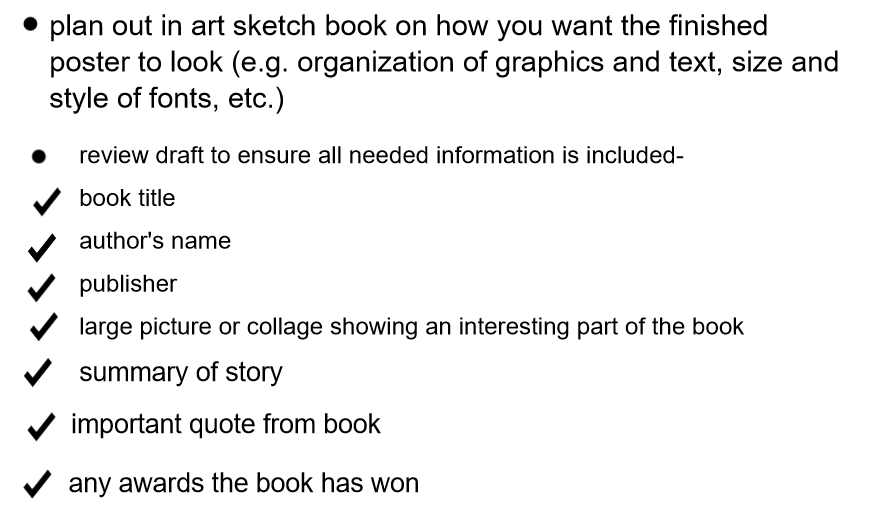 • plan out in art sketch book on how you want the finished
poster to look (e.g. organization of graphics and text, size and
style of fonts, etc.)
• review draft to ensure all needed information is included-
✓ book title
✓ author's name
✓ publisher
✓ large picture or collage showing an interesting part of the book
✓ summary of story
✓ important quote from book
✓ any awards the book has won